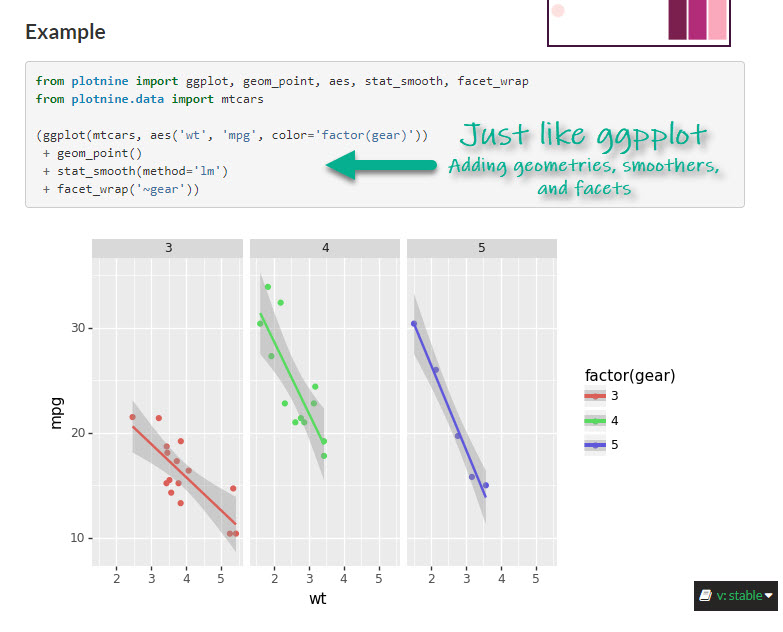 Example
from plotnine import ggplot, geom_point, aes, stat_smooth, facet_wrap
from plotnine.data import mtcars
(ggplot(mtcars, aes('wt', 'mpg', color='factor(gear)'))
+ geom_point()
+ stat_smooth(method='lm')
+ facet_wrap('~gear'))
Just like ggpplot
Adding geometries, smoothers,
and facets
3 4 5
30
20
10
mpg
2 3 4 5 2 3 4 5 2 3 4 5
wt
factor(gear)
3
4
5
v: stable